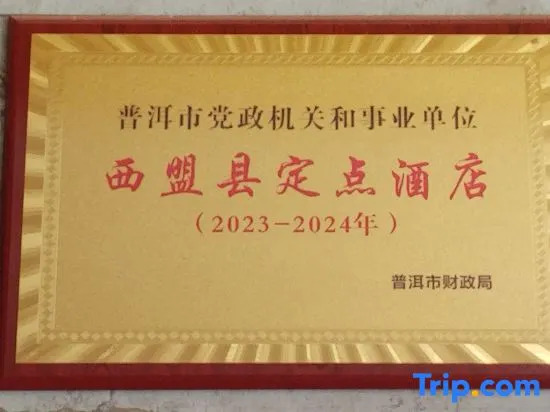 普洱市党政机关和事业单位
西盟县定点酒店
（2023-2024年）
普洱市财政局
Trip.com